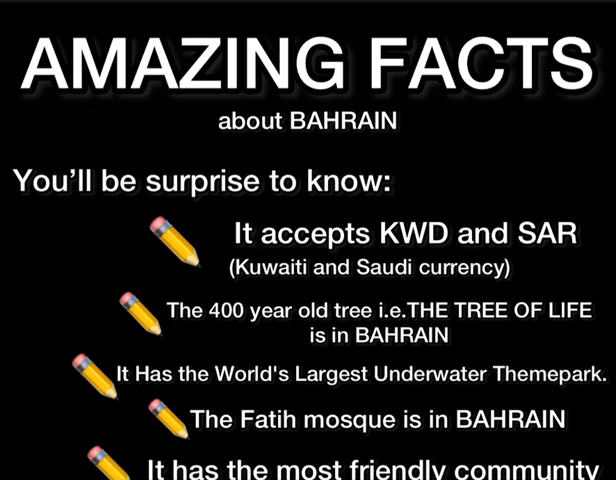 AMAZING FACTS
about BAHRAIN
You'll be surprise to know:
It accepts KWD and SAR
(Kuwaiti and Saudi currency)
The 400 year old tree i.e.THE TREE OF LIFE
is in BAHRAIN
It Has the World's Largest Underwater Themepark.
The Fatih mosque is in BAHRAIN
It has the most friendly community